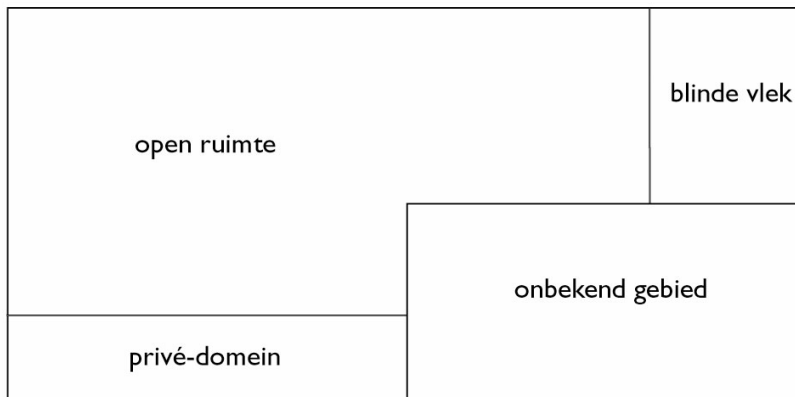 blinde vlek
open ruimte
onbekend gebied
privé-domein